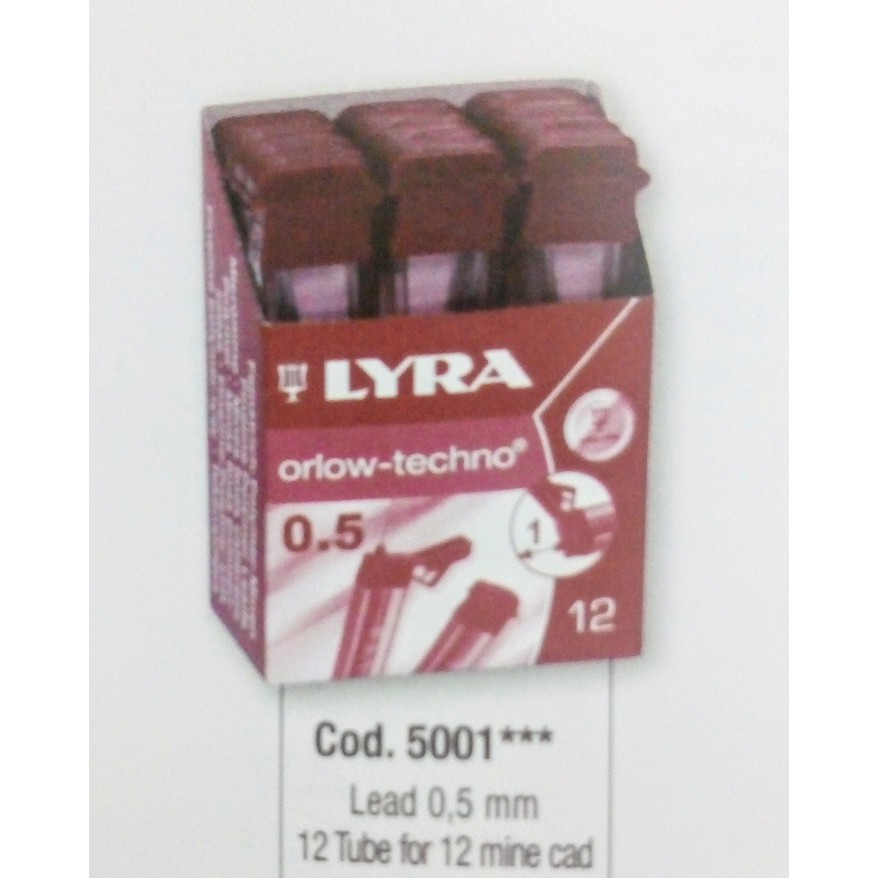 LYRA
orlow-techno®
0.5
1
12
Cod. 5001***
Lead 0,5 mm
12 Tube for 12 mine cad